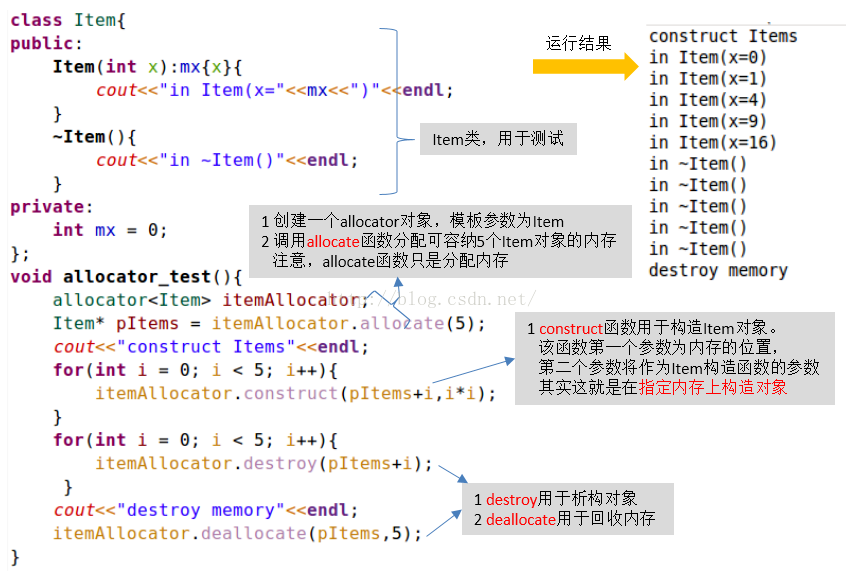 class Item{
public:
    Item(int x):mx{x}{
        cout<<"in Item(x="<<mx<<")"<<endl;
    }
    ~Item(){
        cout<<"in ~Item()"<<endl;
    }
private:
    int mx = 0;
};
void allocator_test(){
    allocator<Item> itemAllocator;
    Item* pItems = itemAllocator.allocate(5);
    cout<<"construct Items"<<endl;
    for(int i = 0; i < 5; i++){
        itemAllocator.construct(pItems+i,i*i);
    }
    for(int i = 0; i < 5; i++){
        itemAllocator.destroy(pItems+i);
    }
    cout<<"destroy memory"<<endl;
    itemAllocator.deallocate(pItems,5);
}
Item类，用于测试
1 创建一个allocator对象，模板参数为Item
2 调用allocate函数分配可容纳5个Item对象的内存
注意，allocate函数只是分配内存
http://blog.csdn.net/
1 construct函数用于构造Item对象。
该函数第一个参数为内存的位置，
第二个参数将作为Item构造函数的参数
其实这就是在指定内存上构造对象
1 destroy用于析构对象
2 deallocate用于回收内存
运行结果
construct Items
in Item(x=0)
in Item(x=1)
in Item(x=4)
in Item(x=9)
in Item(x=16)
in ~Item()
in ~Item()
in ~Item()
in ~Item()
in ~Item()
destroy memory